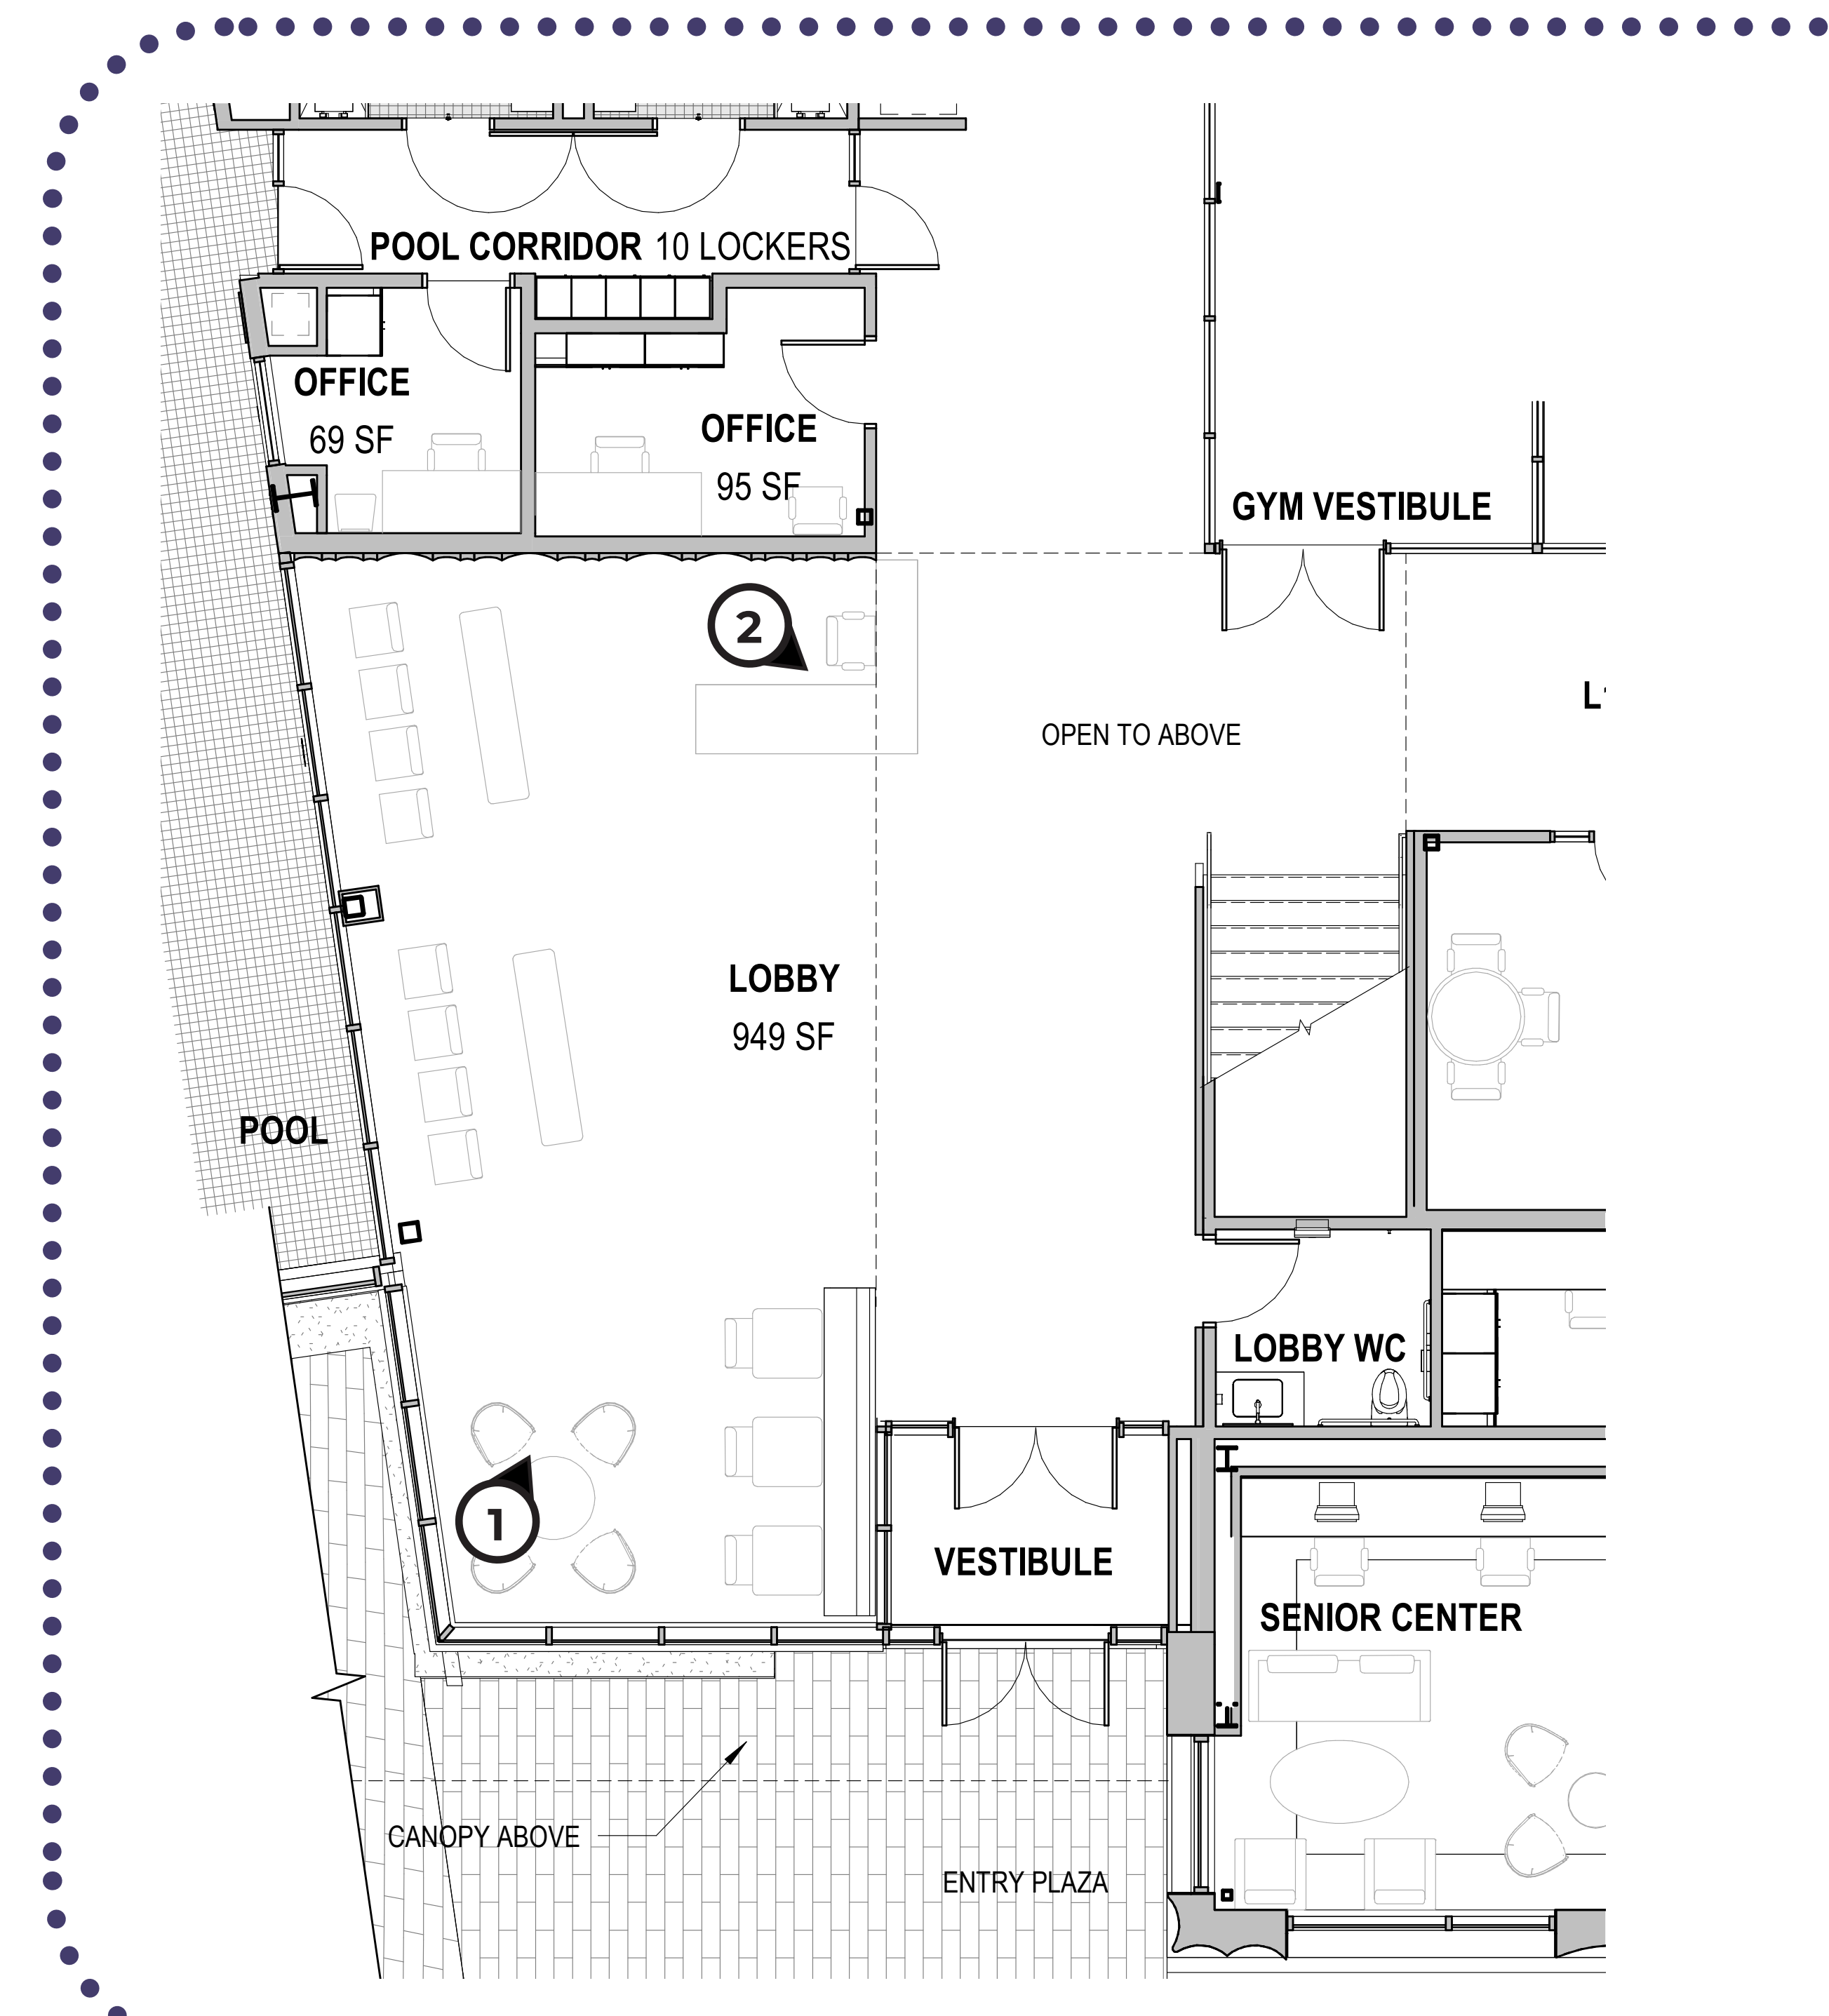 POOL CORRIDOR 10 LOCKERS
OFFICE
69 SF
OFFICE
95 SF
GYM VESTIBULE
2
L
OPEN TO ABOVE
LOBBY
949 SF
POOL
LOBBY WC
1
VESTIBULE
SENIOR CENTER
CANOPY ABOVE
ENTRY PLAZA